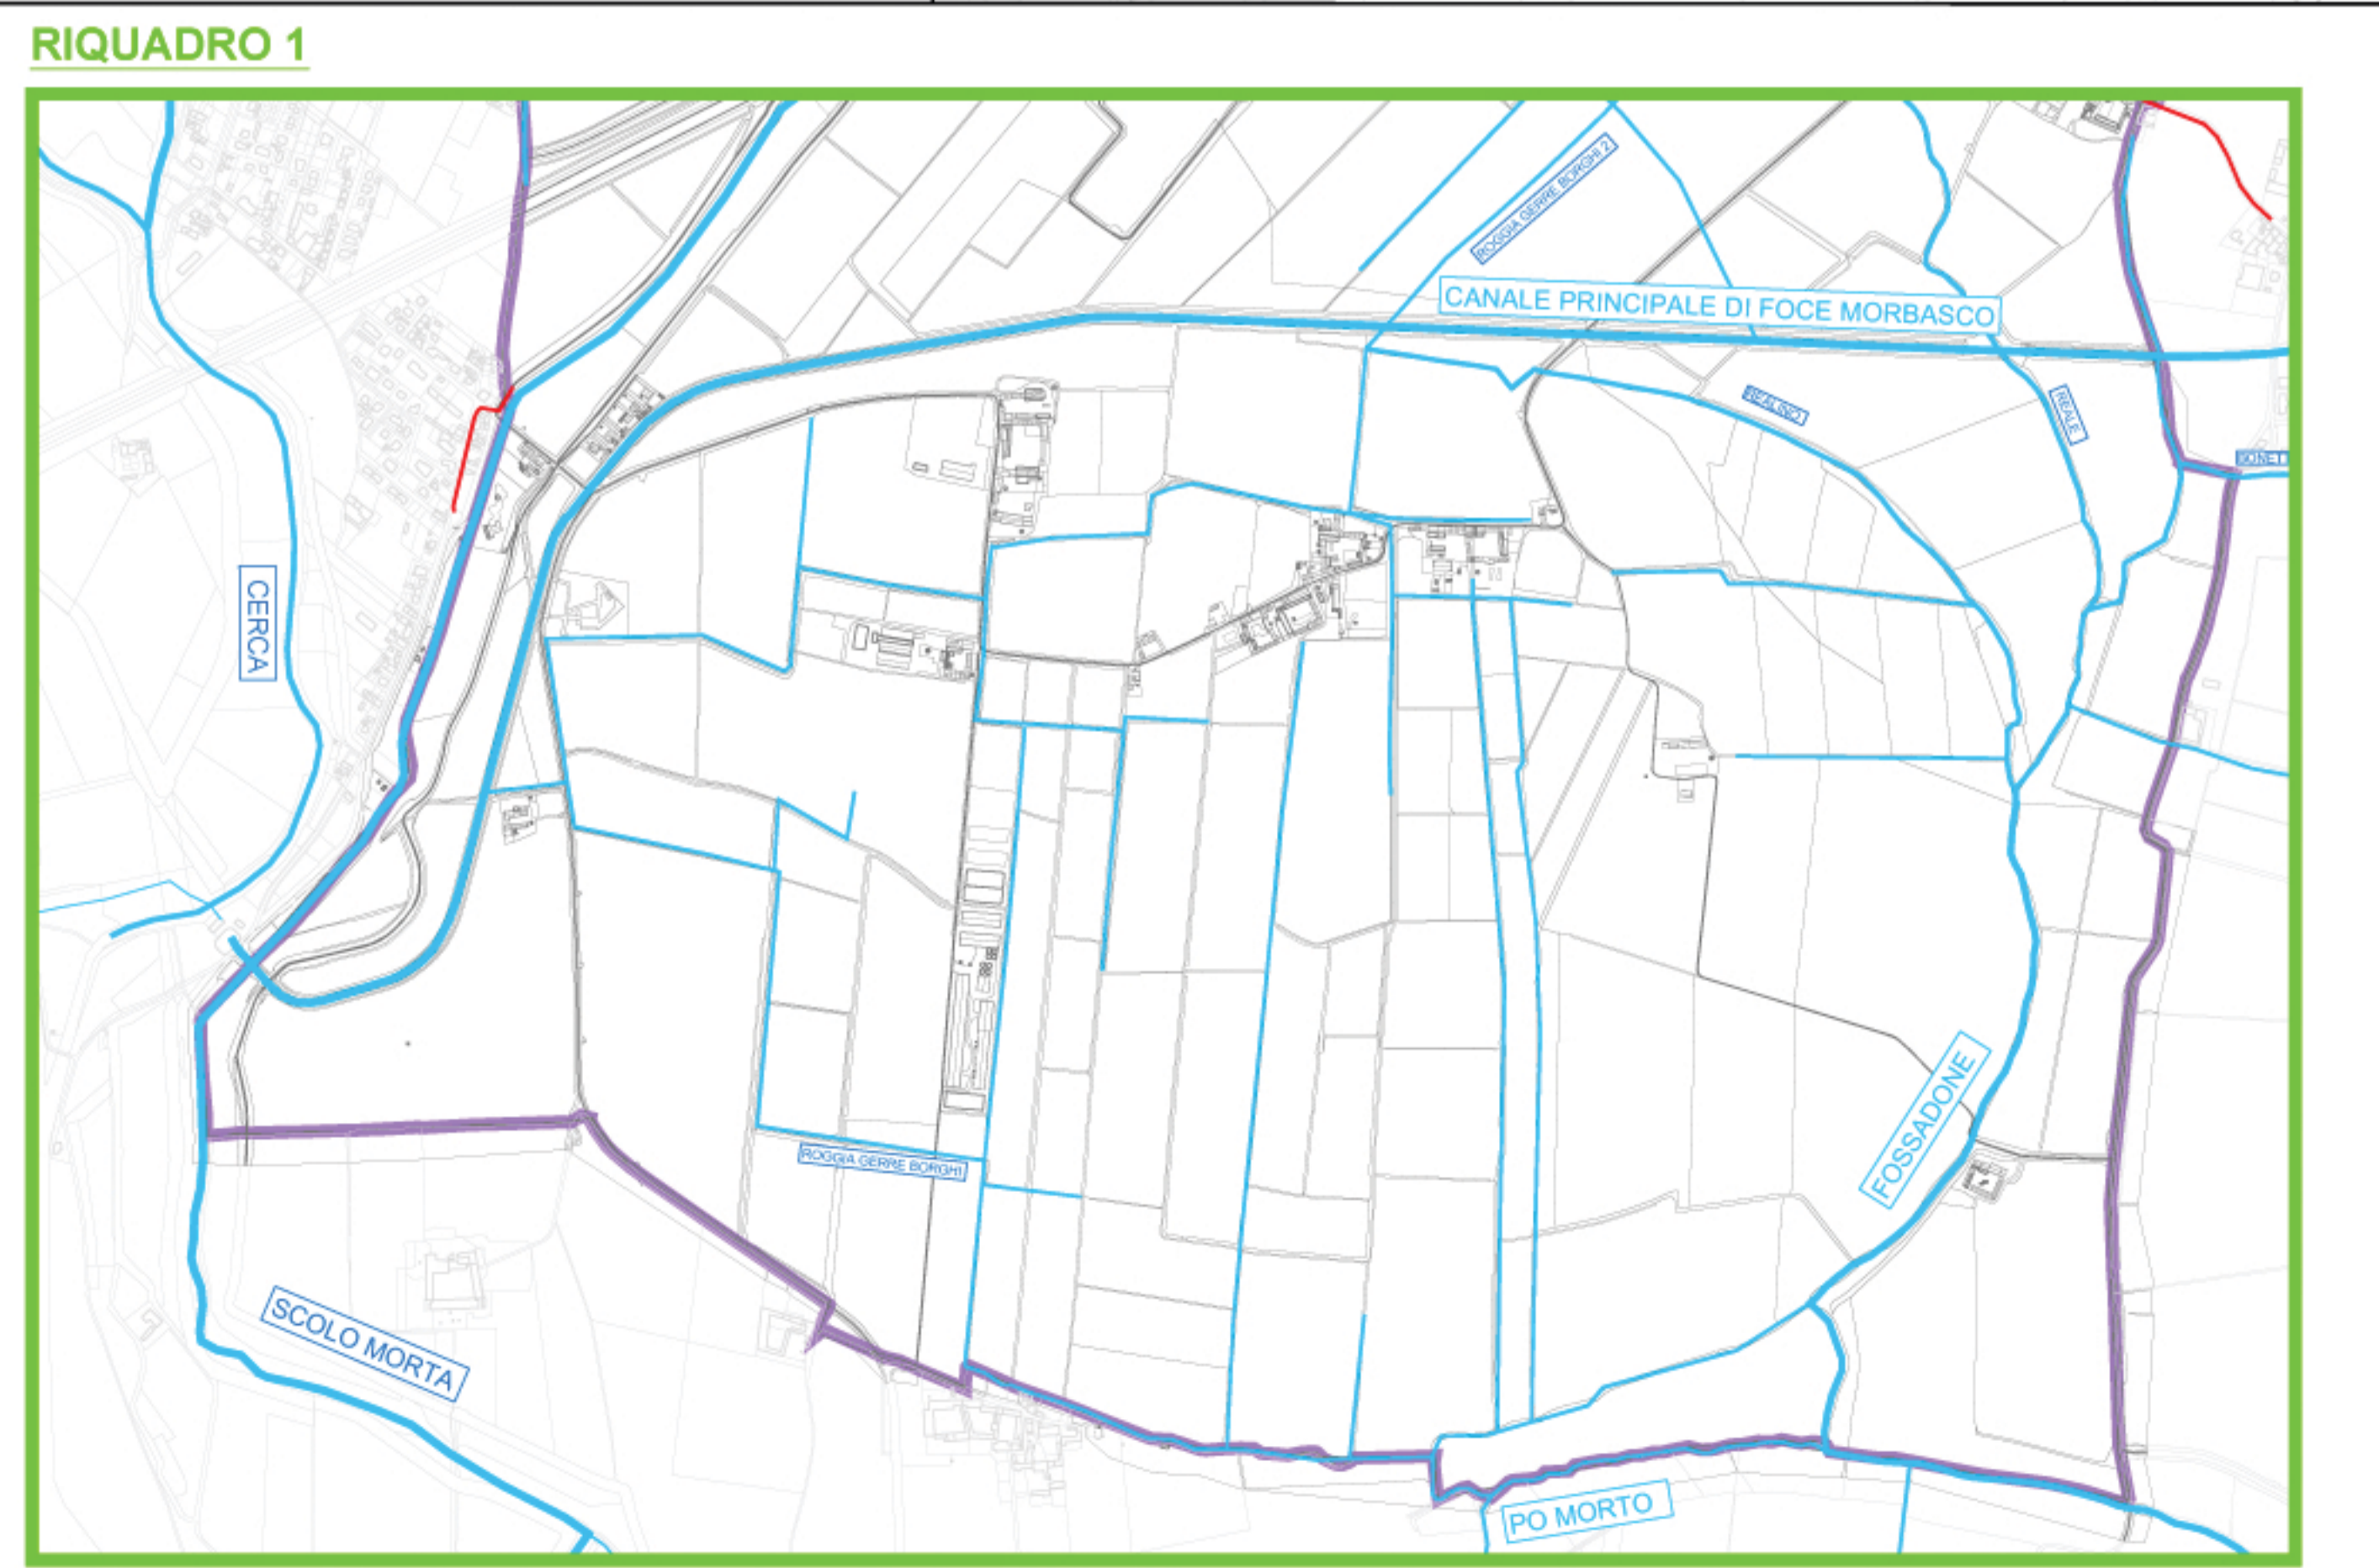 RIQUADRO 1
ROGGIA GERRE BORGHI 2
CANALE PRINCIPALE DI FOCE MORBASCO
REALINO
REALE
CERCA
ROGGIA GERRE BORGHI
FOSSADONE
SCOLO MORTA
PO MORTO